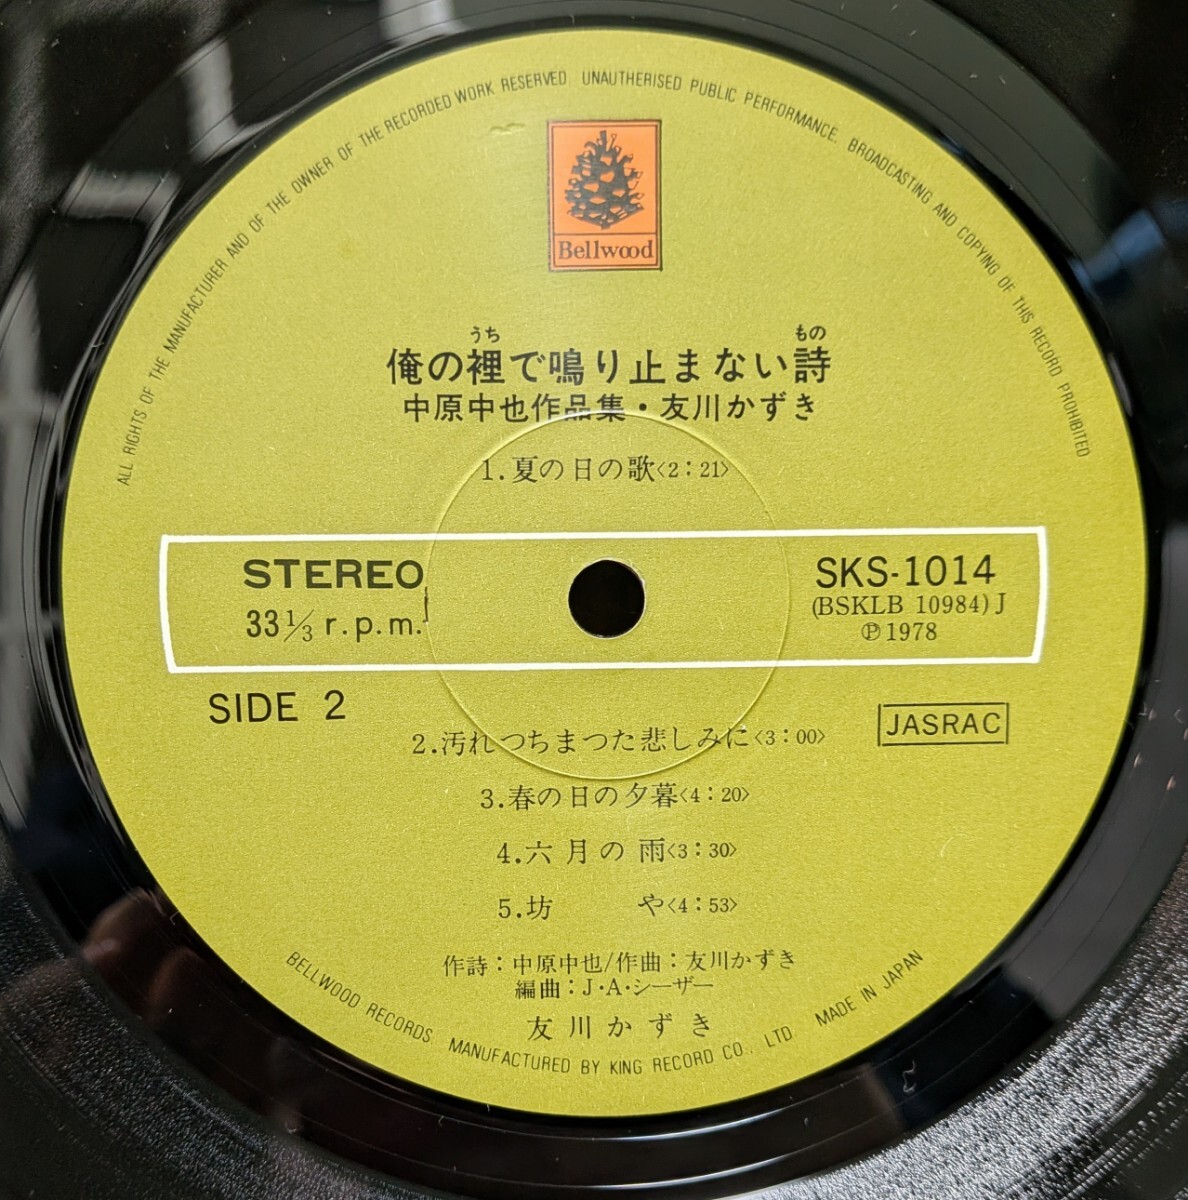 ALL RIGHTS OF THE MANUFACTURER AND OF THE OWNER OF THE RECORDED WORK RESERVED. UNAUTHERISED PUBLIC PERFORMANCE. BROADCASTING AND COPYING OF THIS RECORD PROHIBITED
Bellwood
うち もの
俺の裡で鳴り止まない詩
中原中也作品集・友川かずき
1.夏の日の歌<2:21>
STEREO
33⅓ r.p.m.
SKS-1014
(BSKLB 10984)J
Ⓟ1978
SIDE 2
JASRAC
2.汚れつちまつた悲しみに<3:00>
3.春の日の夕暮<4:20>
4.六月の雨<3:30>
5.坊 や<4:53>
作詩:中原中也/作曲:友川かずき
編曲:J・A・シーザー
友川かずき
BELLWOOD RECORDS. MANUFACTURED BY KING RECORD CO., LTD MADE IN JAPAN